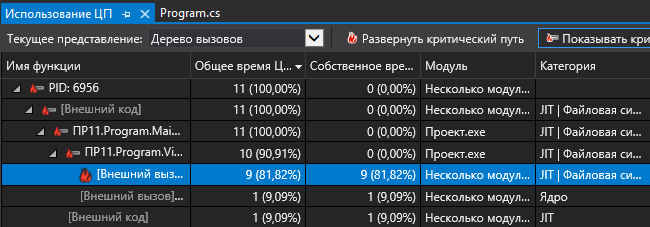 Использование ЦП Program.cs
Текущее представление: Дерево вызовов Развернуть критический путь Показывать кри
Имя функции Общее время Ц... Собственное вре... Модуль Категория
PID: 6956 11 (100,00%) 0 (0,00%) Несколько модул...
[Внешний код] 11 (100,00%) 0 (0,00%) Несколько модул... JIT | Файловая си...
ПР11.Program.Mai... 11 (100,00%) 0 (0,00%) Проект.exe JIT | Файловая си...
ПР11.Program.Vi... 10 (90,91%) 0 (0,00%) Проект.exe JIT | Файловая си...
[Внешний выз... 9 (81,82%) 9 (81,82%) Несколько модул... JIT | Файловая си...
[Внешний вызов]... 1 (9,09%) 1 (9,09%) Несколько модул... Ядро
[Внешний код] 1 (9,09%) 1 (9,09%) Несколько модул... JIT